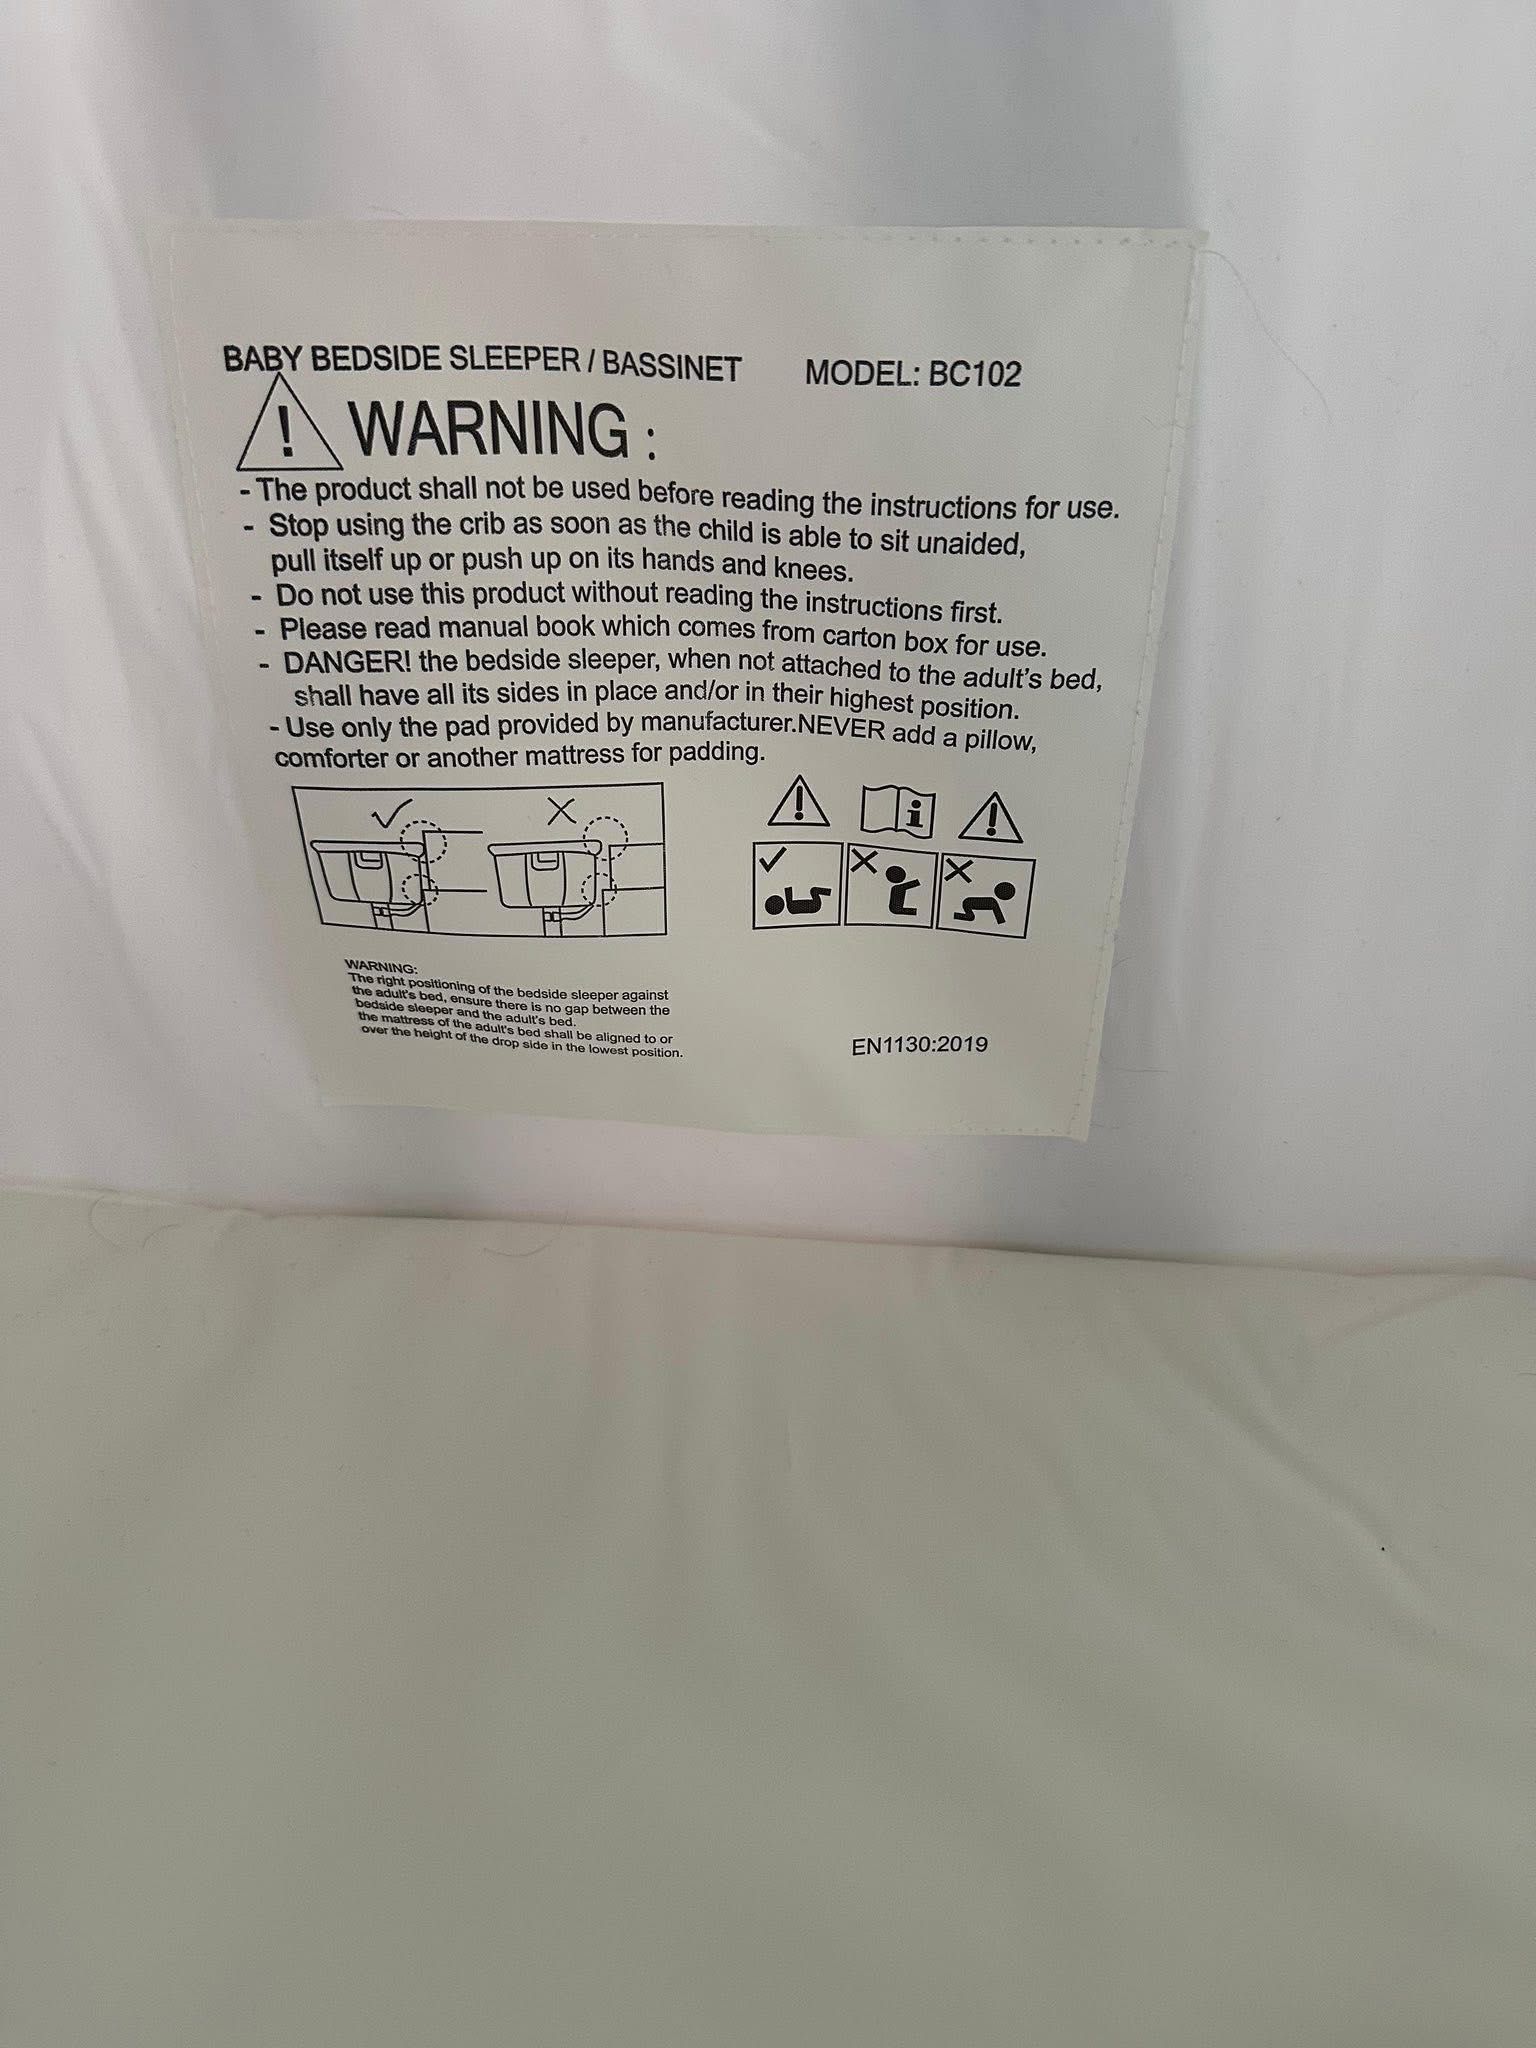 BABY BEDSIDE SLEEPER / BASSINET MODEL: BC102
! WARNING :
- The product shall not be used before reading the instructions for use.
- Stop using the crib as soon as the child is able to sit unaided,
pull itself up or push up on its hands and knees.
- Do not use this product without reading the instructions first.
- Please read manual book which comes from carton box for use.
- DANGER! the bedside sleeper, when not attached to the adult's bed,
shall have all its sides in place and/or in their highest position.
- Use only the pad provided by manufacturer.NEVER add a pillow,
comforter or another mattress for padding.
WARNING:
The right positioning of the bedside sleeper against
the adult's bed, ensure there is no gap between the
bedside sleeper and the adult's bed.
the mattress of the adult's bed shall be aligned to or
over the height of the drop side in the lowest position.
EN1130:2019